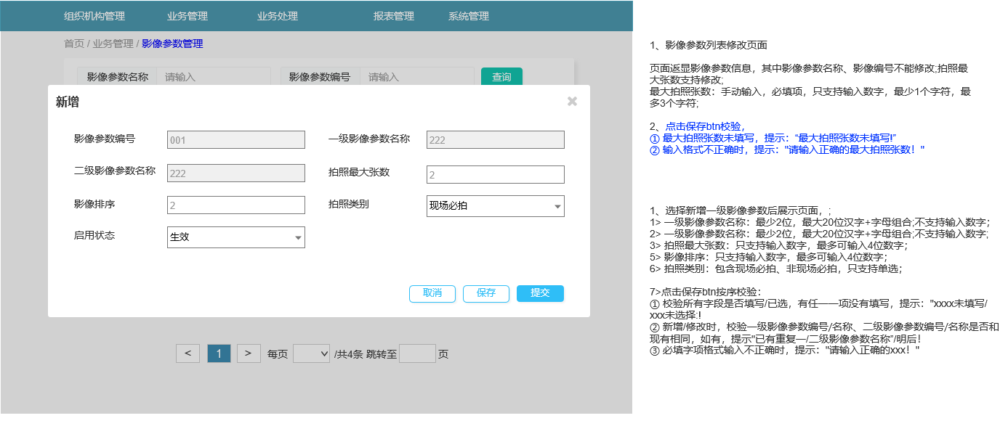 组织机构管理 业务管理 业务处理 报表管理 系统管理
首页 / 业务管理 / 影像参数管理
影像参数名称 请输入 影像参数编号 请输入 查询
新增
影像参数编号 001 一级影像参数名称 222
二级影像参数名称 222 拍照最大张数 2
影像排序 2 拍照类别 现场必拍
启用状态 生效
取消 保存 提交
< 1 > 每页 /共4条 跳转至 页
1、影像参数列表修改页面
页面返显影像参数信息，其中影像参数名称、影像编号不能修改;拍照最
大张数支持修改;
最大拍照张数：手动输入，必填项，只支持输入数字，最少1个字符，最
多3个字符;
2、点击保存btn校验，
① 最大拍照张数未填写，提示：“最大拍照张数未填写!”
② 输入格式不正确时，提示："请输入正确的最大拍照张数！"
1、选择新增一级影像参数后展示页面，;
1> 一级影像参数名称：最少2位，最大20位汉字+字母组合;不支持输入数字；
2> 一级影像参数名称：最少2位，最大20位汉字+字母组合;不支持输入数字;
3> 拍照最大张数：只支持输入数字，最多可输入4位数字；
5> 影像排序：只支持输入数字，最多可输入4位数字；
6> 拍照类别：包含现场必拍、非现场必拍，只支持单选；
7>点击保存btn按序校验：
① 校验所有字段是否填写/已选，有任一一项没有填写，提示："xxxx未填写/
xxx未选择:!
② 新增/修改时，校验一级影像参数编号/名称、二级影像参数编号/名称是否和
现有相同，如有，提示"已有重复一/二级影像参数名称”/明后！
③ 必填字项格式输入不正确时，提示："请输入正确的xxx！"